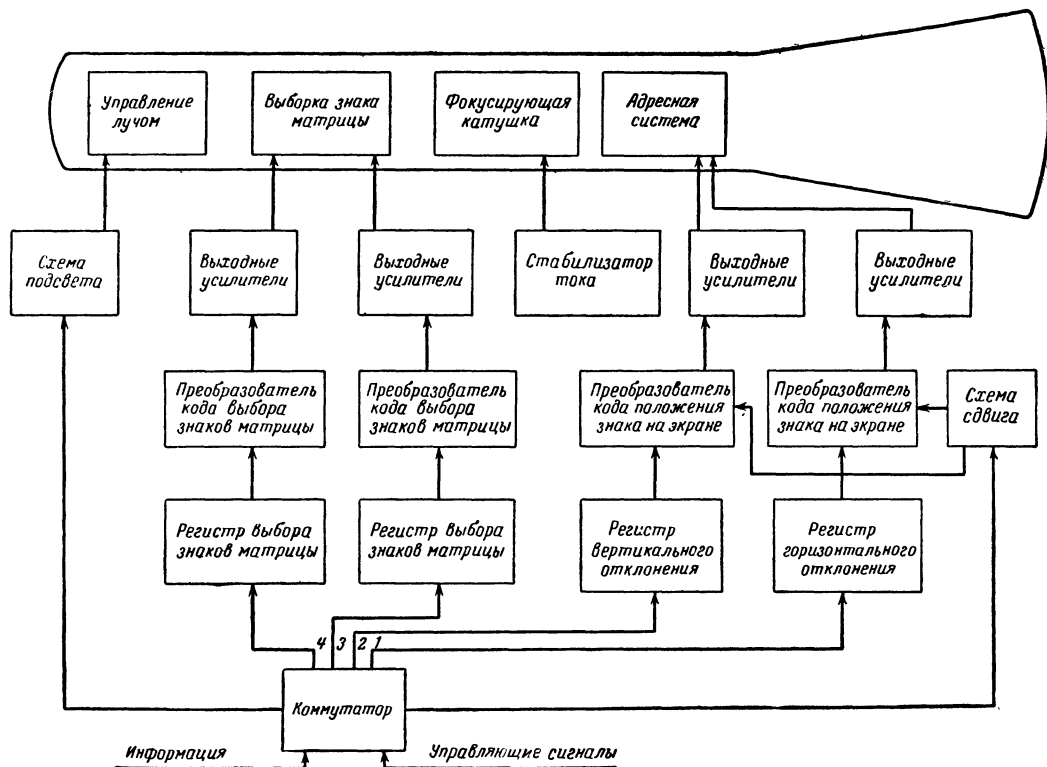 Управление
лучом
Выборка знака
матрицы
Фокусирующая
катушка
Адресная
система
Схема
подсвета
Выходные
усилители
Выходные
усилители
Стабилизатор
тока
Выходные
усилители
Выходные
усилители
Преобразователь
кода выбора
знаков матрицы
Преобразователь
кода выбора
знаков матрицы
Преобразователь
кода положения
знака на экране
Преобразователь
кода положения
знака на экране
Схема
сдвига
Регистр выбора
знаков матрицы
Регистр выбора
знаков матрицы
Регистр
вертикального
отклонения
Регистр
горизонтального
отклонения
4 3 2 1
Коммутатор
Информация
Управляющие сигналы